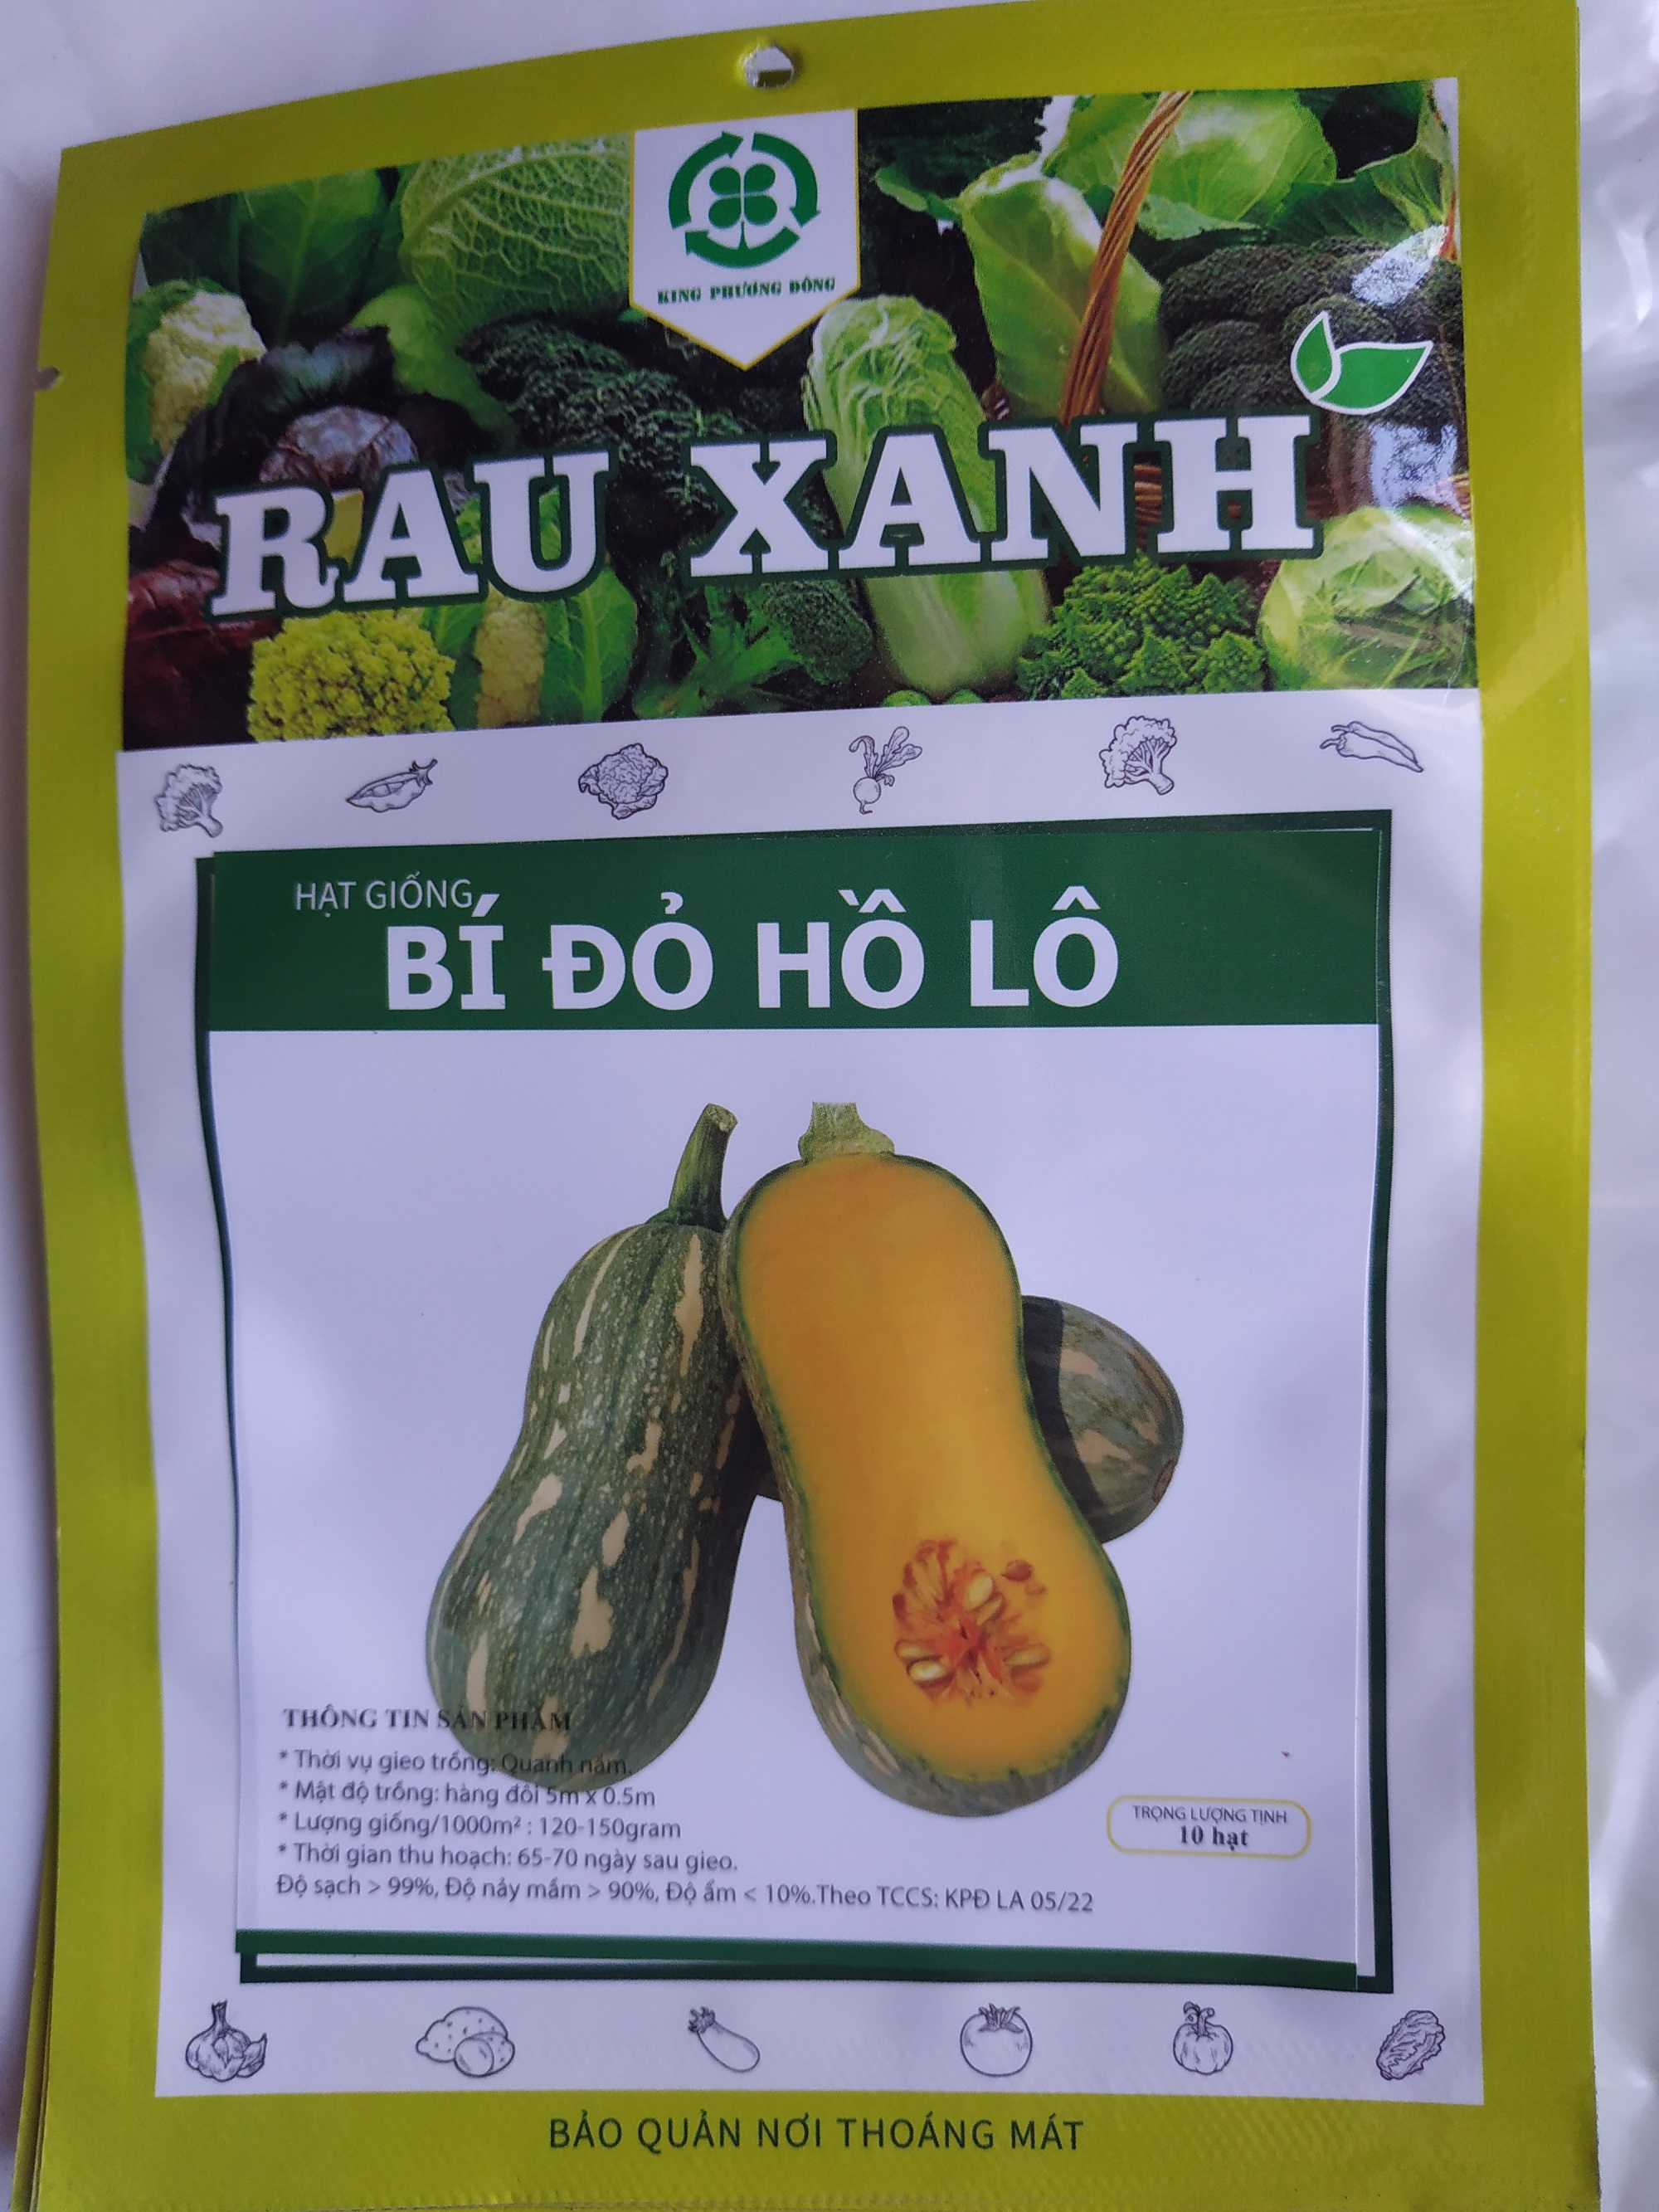 KING PHƯƠNG ĐÔNG
RAU XANH
HẠT GIỐNG
BÍ ĐỎ HỒ LÔ
THÔNG TIN SẢN PHẨM
* Thời vụ gieo trồng: Quanh năm.
* Mật độ trồng: hàng đôi 5m x 0.5m
* Lượng giống/1000m² : 120-150gram
* Thời gian thu hoạch: 65-70 ngày sau gieo.
Độ sạch > 99%, Độ nảy mầm > 90%, Độ ẩm < 10%.Theo TCCS: KPĐ LA 05/22
TRỌNG LƯỢNG TỊNH
10 hạt
BẢO QUẢN NƠI THOÁNG MÁT